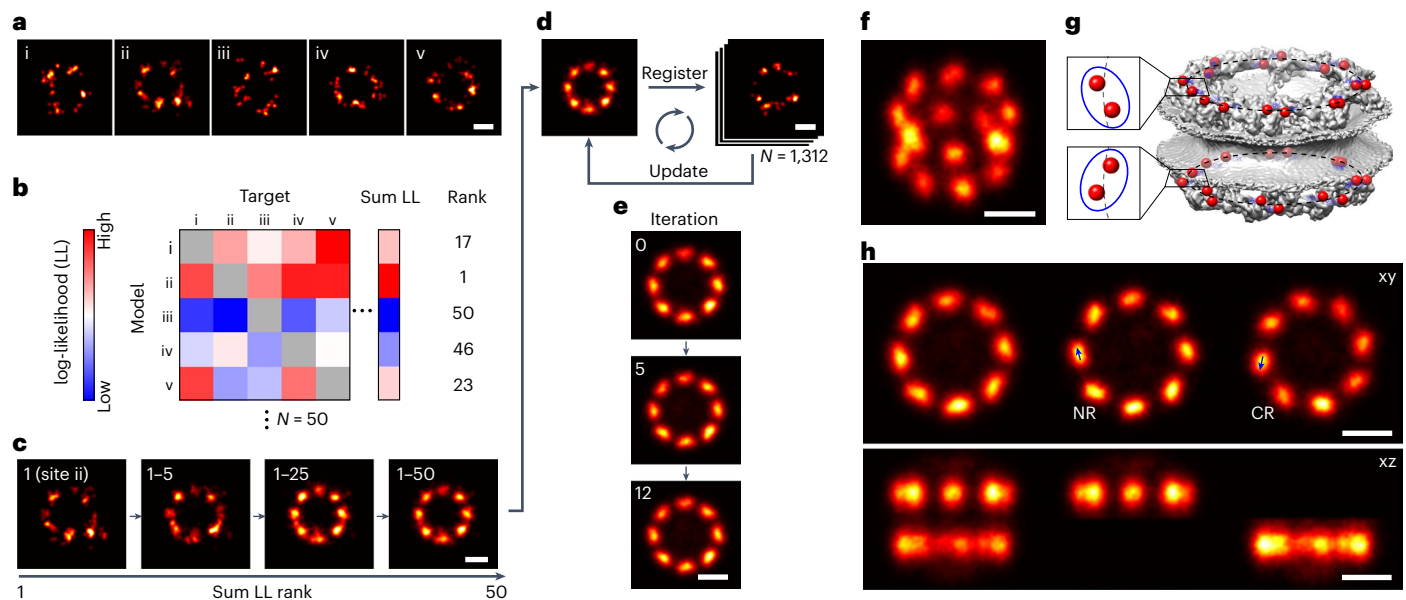 a
i
ii
iii
iv
v
b
Target
Sum LL
Rank
i
ii
iii
iv
v
log-likelihood (LL)
High
Low
Model
i
17
ii
1
iii
50
...
iv
46
v
23
N = 50
c
1 (site ii)
1–5
1–25
1–50
1
Sum LL rank
50
d
Register
Update
N = 1,312
e
Iteration
0
5
12
f
g
h
xy
NR
CR
xz